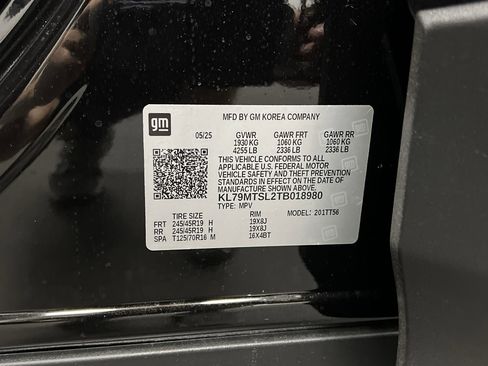 gm
MFD BY GM KOREA COMPANY
05/25 GVWR GAWR FRT GAWR RR
1930 KG 1060 KG 1060 KG
4255 LB 2336 LB 2336 LB
THIS VEHICLE CONFORMS TO ALL
APPLICABLE U.S. FEDERAL MOTOR
VEHICLE SAFETY AND THEFT PREVENTION
STANDARDS IN EFFECT ON THE DATE OF
MANUFACTURE SHOWN ABOVE.
KL79MTSL2TB018980
TYPE: MPV MODEL: 201TT56
TIRE SIZE RIM
FRT 245/45R19 H 19X8J
RR 245/45R19 H 19X8J
SPA T125/70R16 M 16X4BT